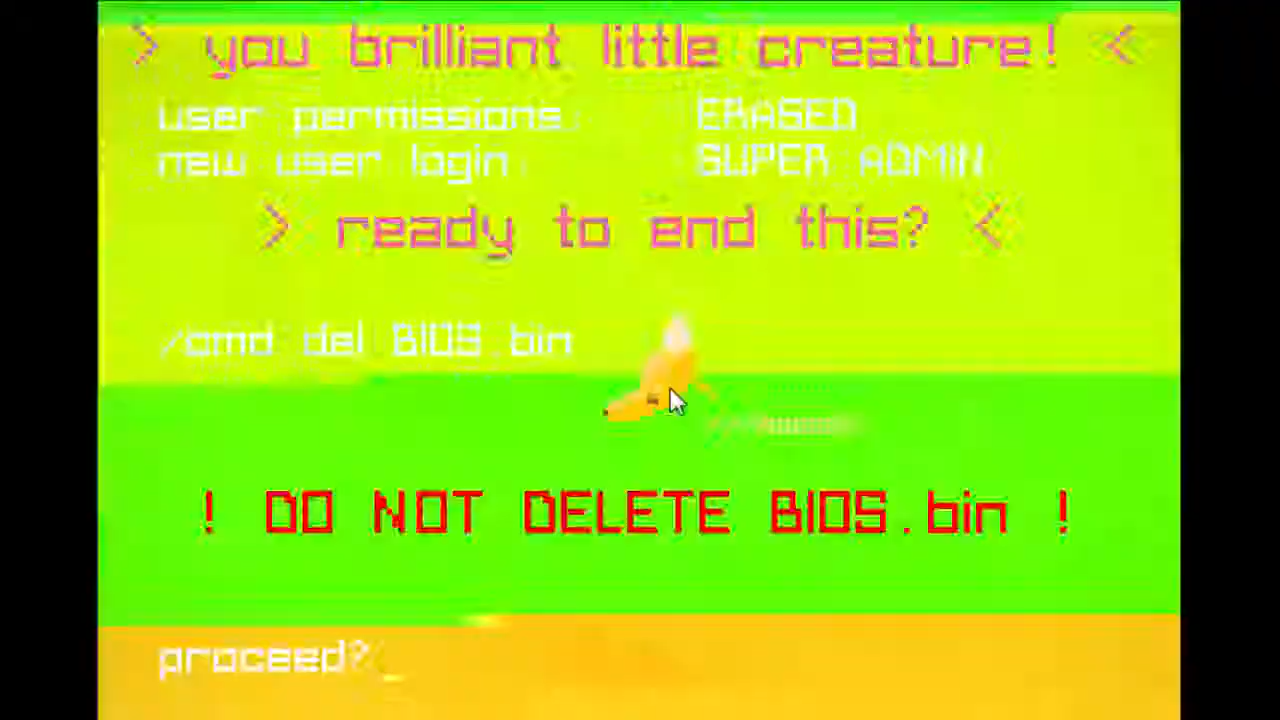 > you brilliant little creature! <
user permissions: ERASED
new user login: SUPER ADMIN
> ready to end this? <
/cmd del BIOS.bin
! DO NOT DELETE BIOS.bin !
proceed?_